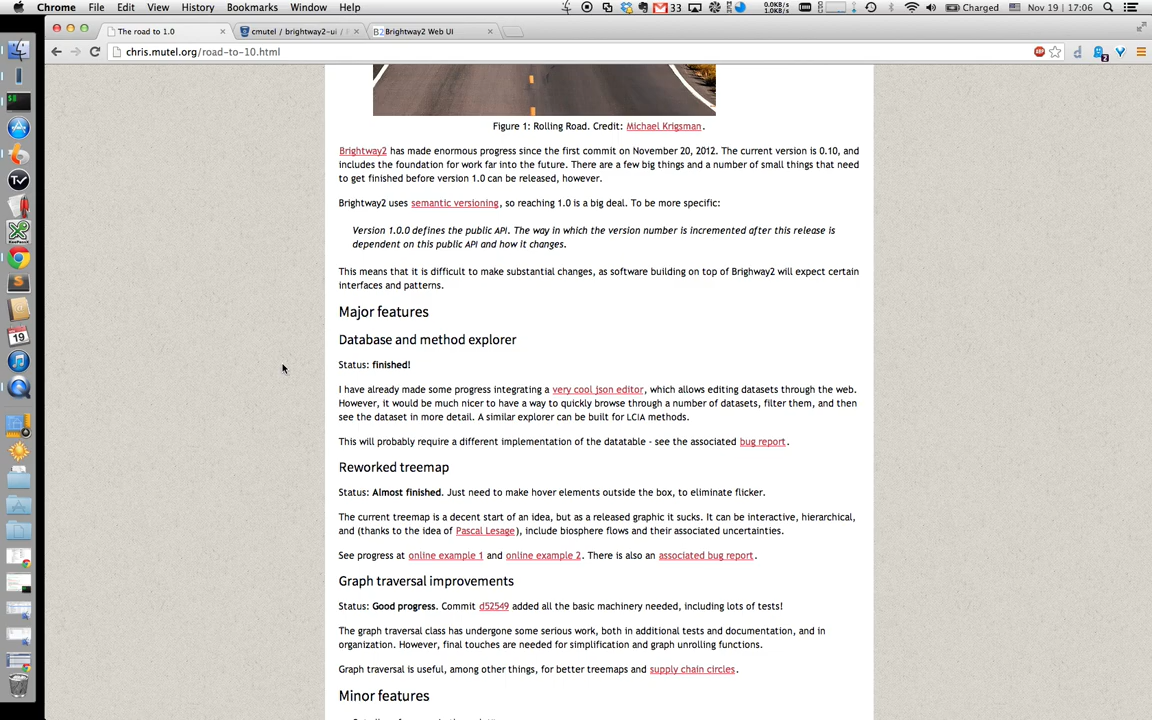 Chrome File Edit View History Bookmarks Window Help 33 0.0KB/s 1.0KB/s Charged Nov 19 | 17:06
The road to 1.0 cmutel / brightway2-ui / B2 Brightway2 Web UI
chris.mutel.org/road-to-10.html
Figure 1: Rolling Road. Credit: Michael Krigsman.
Brightway2 has made enormous progress since the first commit on November 20, 2012. The current version is 0.10, and
includes the foundation for work far into the future. There are a few big things and a number of small things that need
to get finished before version 1.0 can be released, however.
Brightway2 uses semantic versioning, so reaching 1.0 is a big deal. To be more specific:
Version 1.0.0 defines the public API. The way in which the version number is incremented after this release is
dependent on this public API and how it changes.
This means that it is difficult to make substantial changes, as software building on top of Brighway2 will expect certain
interfaces and patterns.
Major features
Database and method explorer
Status: finished!
I have already made some progress integrating a very cool json editor, which allows editing datasets through the web.
However, it would be much nicer to have a way to quickly browse through a number of datasets, filter them, and then
see the dataset in more detail. A similar explorer can be built for LCIA methods.
This will probably require a different implementation of the datatable - see the associated bug report.
Reworked treemap
Status: Almost finished. Just need to make hover elements outside the box, to eliminate flicker.
The current treemap is a decent start of an idea, but as a released graphic it sucks. It can be interactive, hierarchical,
and (thanks to the idea of Pascal Lesage), include biosphere flows and their associated uncertainties.
See progress at online example 1 and online example 2. There is also an associated bug report.
Graph traversal improvements
Status: Good progress. Commit d52549 added all the basic machinery needed, including lots of tests!
The graph traversal class has undergone some serious work, both in additional tests and documentation, and in
organization. However, final touches are needed for simplification and graph unrolling functions.
Graph traversal is useful, among other things, for better treemaps and supply chain circles.
Minor features